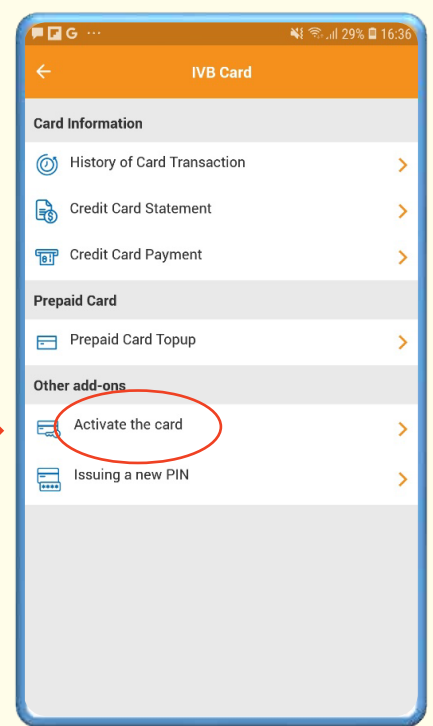 G ... 29% 16:36
IVB Card
Card Information
History of Card Transaction
Credit Card Statement
Credit Card Payment
Prepaid Card
Prepaid Card Topup
Other add-ons
Activate the card
Issuing a new PIN